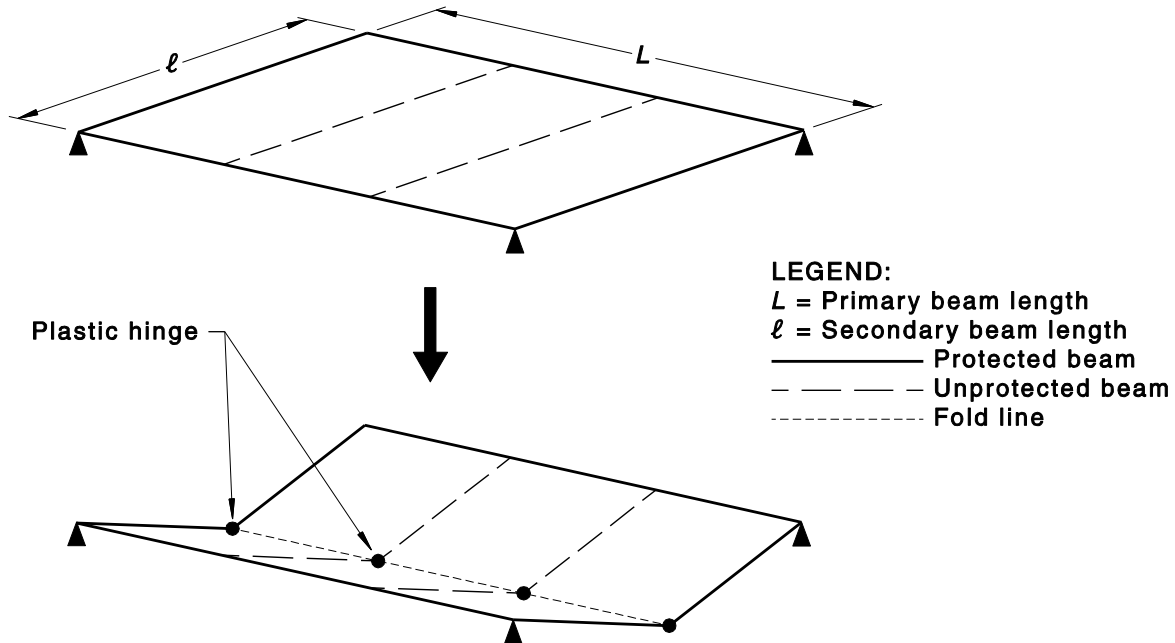 ℓ
L
LEGEND:
L = Primary beam length
ℓ = Secondary beam length
Protected beam
Unprotected beam
Fold line
Plastic hinge